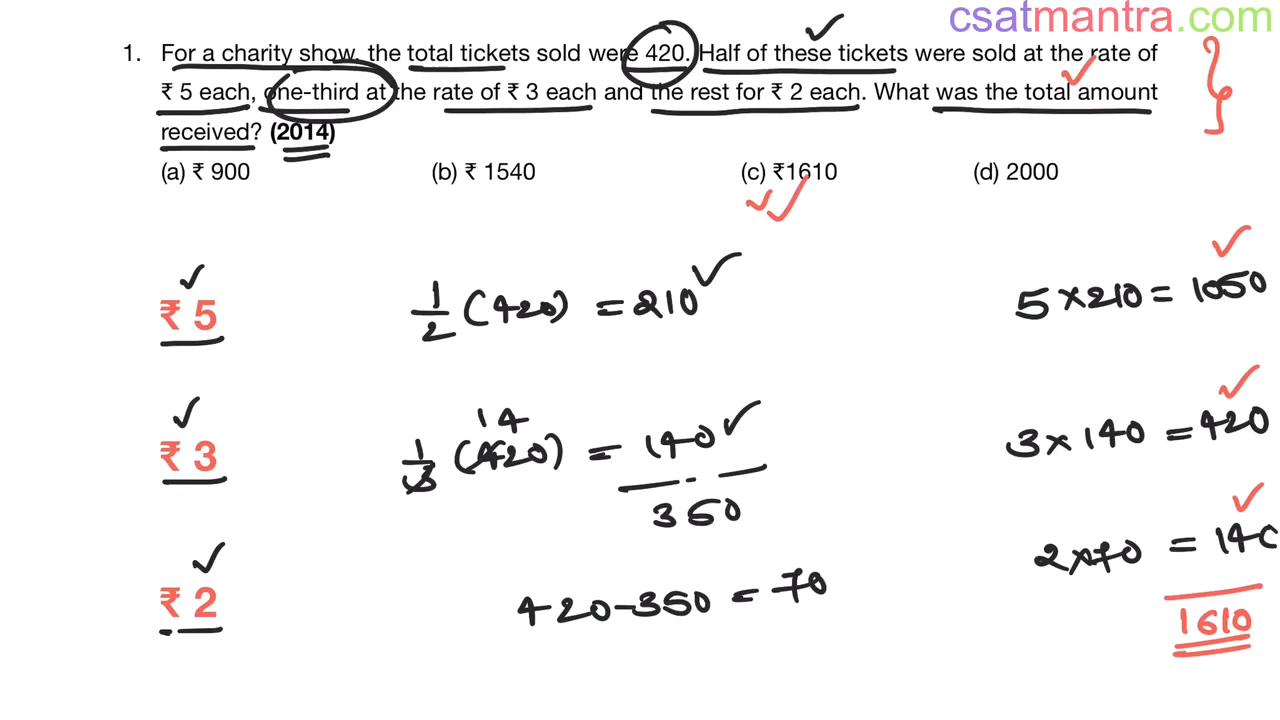 csatmantra.com
1. For a charity show, the total tickets sold were 420. Half of these tickets were sold at the rate of
₹ 5 each, one-third at the rate of ₹ 3 each and the rest for ₹ 2 each. What was the total amount
received? (2014)
(a) ₹ 900 (b) ₹ 1540 (c) ₹1610 (d) 2000
₹ 5 1/2 (420) = 210 5 × 210 = 1050
14
₹ 3 1/3 (420) = 140 3 × 140 = 420
350
₹ 2 420 - 350 = 70 2 × 70 = 140
1610